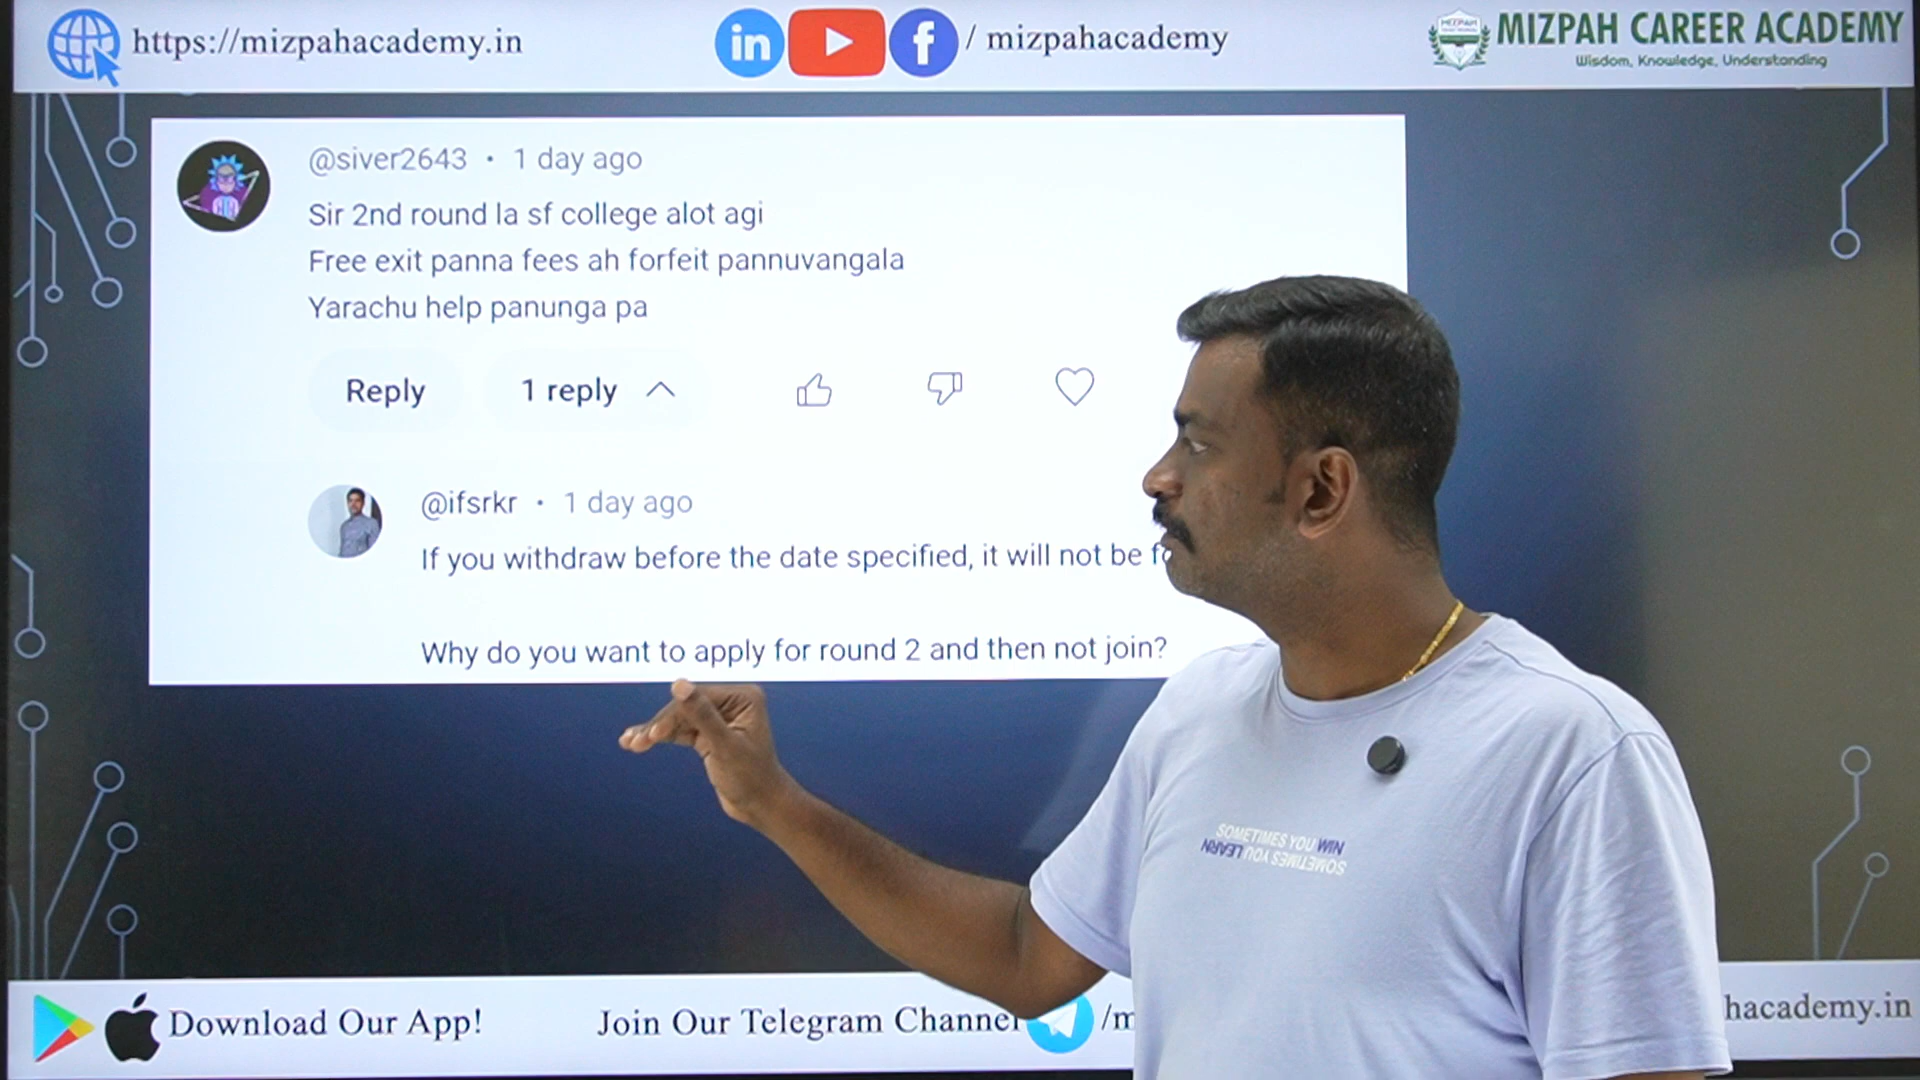 https://mizpahacademy.in
in f / mizpahacademy
MIZPAH CAREER ACADEMY
Wisdom, Knowledge, Understanding
@siver2643 • 1 day ago
Sir 2nd round la sf college alot agi
Free exit panna fees ah forfeit pannuvangala
Yarachu help panunga pa
Reply 1 reply
@ifsrkr • 1 day ago
If you withdraw before the date specified, it will not be
Why do you want to apply for round 2 and then not join?
SOMETIMES YOU WIN
SOMETIMES YOU LEARN
Download Our App!
Join Our Telegram Channel
/m
hacademy.in